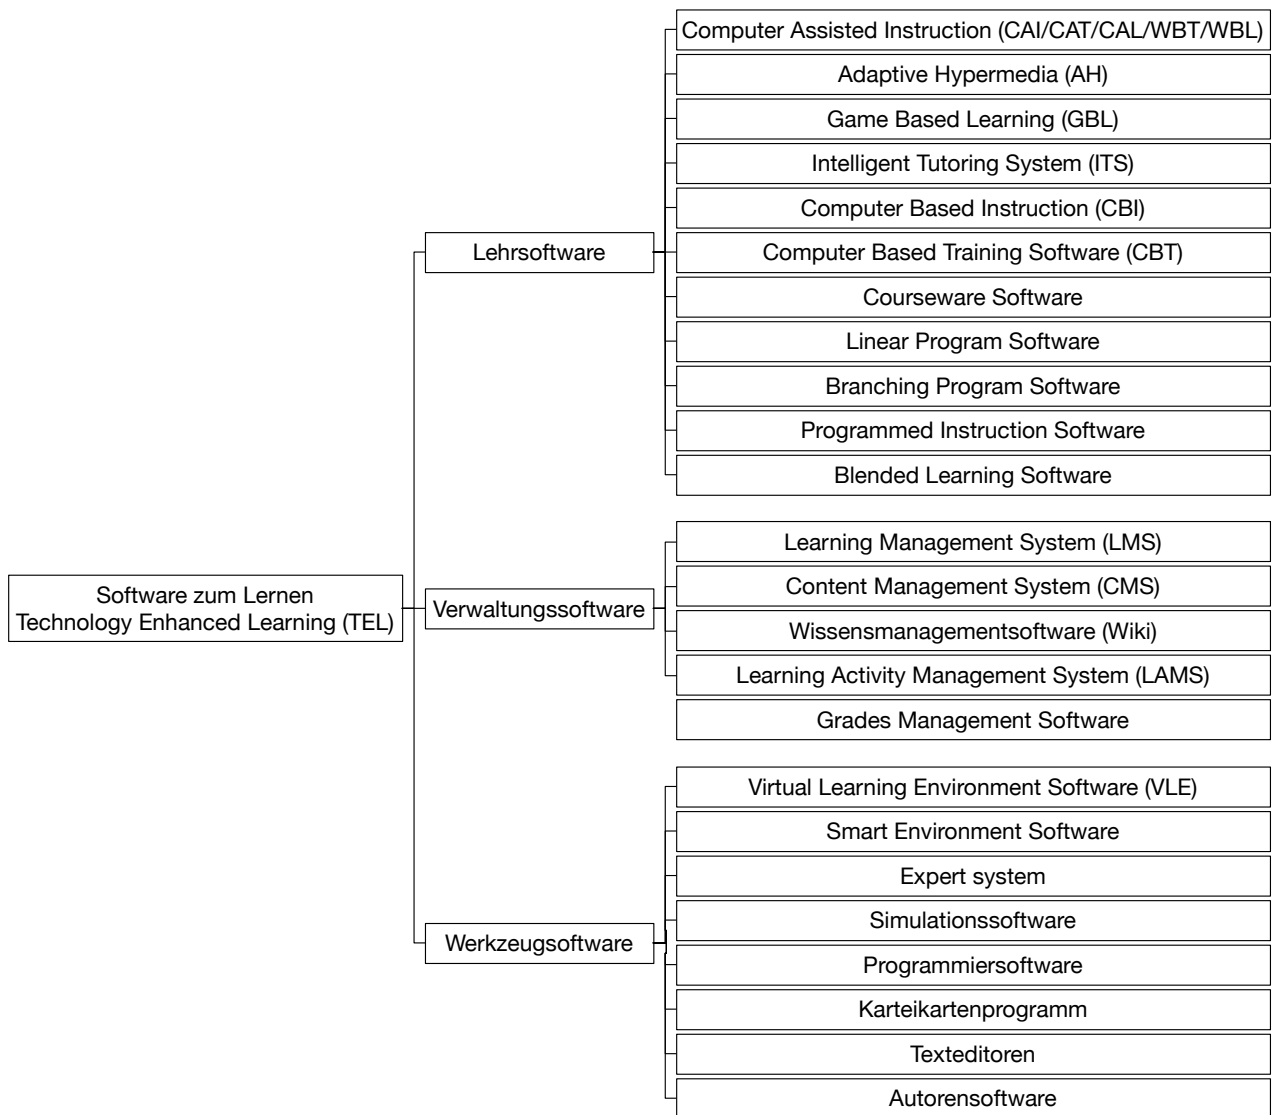 Computer Assisted Instruction (CAI/CAT/CAL/WBT/WBL)
Adaptive Hypermedia (AH)
Game Based Learning (GBL)
Intelligent Tutoring System (ITS)
Computer Based Instruction (CBI)
Lehrsoftware
Computer Based Training Software (CBT)
Courseware Software
Linear Program Software
Branching Program Software
Programmed Instruction Software
Blended Learning Software
Learning Management System (LMS)
Software zum Lernen
Technology Enhanced Learning (TEL)
Content Management System (CMS)
Verwaltungssoftware
Wissensmanagementsoftware (Wiki)
Learning Activity Management System (LAMS)
Grades Management Software
Virtual Learning Environment Software (VLE)
Smart Environment Software
Expert system
Simulationssoftware
Werkzeugsoftware
Programmiersoftware
Karteikartenprogramm
Texteditoren
Autorensoftware